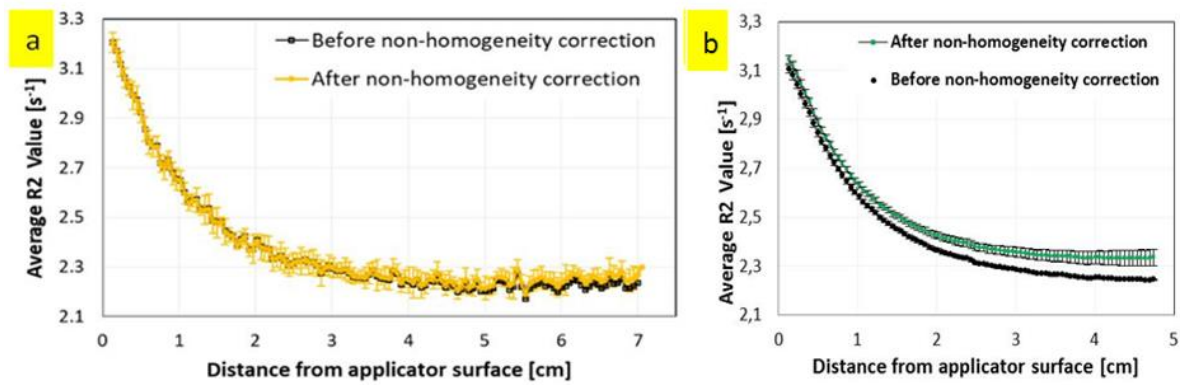 a
Average R2 Value [s⁻¹]
3.3
3.1
2.9
2.7
2.5
2.3
2.1
Before non-homogeneity correction
After non-homogeneity correction
0 1 2 3 4 5 6 7
Distance from applicator surface [cm]
b
Average R2 Value [s⁻¹]
3,3
3,1
2,9
2,7
2,5
2,3
2,1
After non-homogeneity correction
Before non-homogeneity correction
0 1 2 3 4 5
Distance from applicator surface [cm]